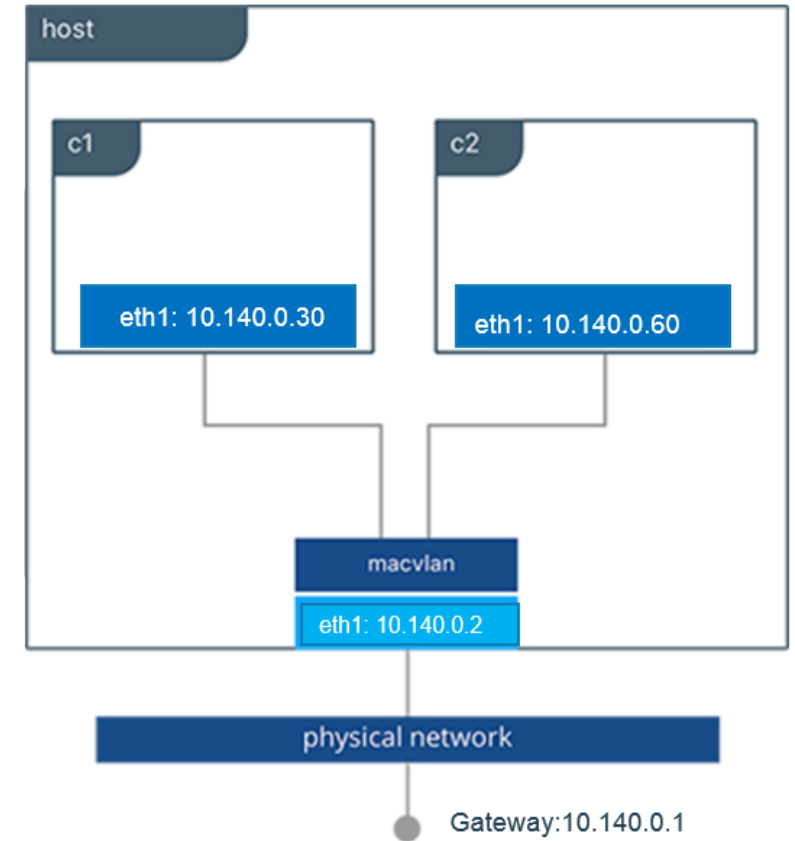 host
c1
c2
eth1: 10.140.0.30
eth1: 10.140.0.60
macvlan
eth1: 10.140.0.2
physical network
Gateway:10.140.0.1